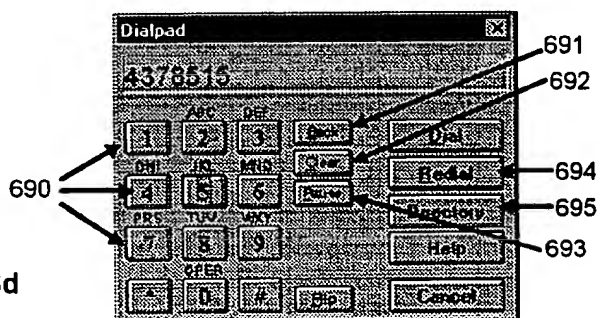 Dialpad
691
4378515
692
ABC DEF
1 2 3 Back Dial
GHI JKL MNO Clear
690 4 5 6 Pause Redial 694
PRS TUV WXY Directory 695
7 8 9 Help 693
d
OPER
* 0 # Cancel